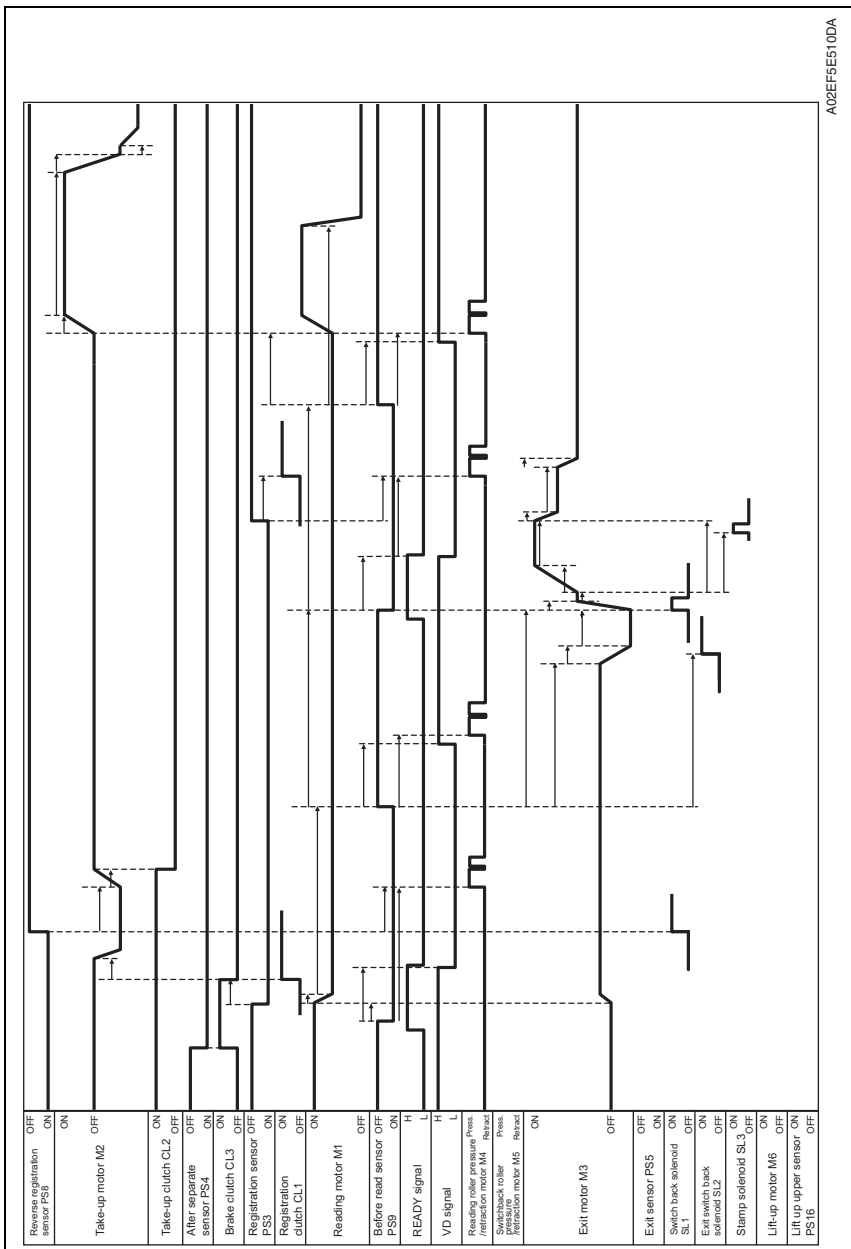 Reverse registration OFF
sensor PS8 ON
Take-up motor M2 ON
OFF
Take-up clutch CL2 ON
OFF
After separate OFF
sensor PS4 ON
Brake clutch CL3 ON
OFF
Registration sensor OFF
PS3 ON
Registration ON
clutch CL1 OFF
Reading motor M1 ON
OFF
Before read sensor OFF
PS9 ON
READY signal H
L
VD signal H
L
Reading roller pressure Press.
/retraction motor M4 Retract
Switchback roller Press.
pressure
/retraction motor M5 Retract
Exit motor M3 ON
OFF
Exit sensor PS5 OFF
ON
Switch back solenoid ON
SL1 OFF
Exit switch back ON
solenoid SL2 OFF
Stamp solenoid SL3 ON
OFF
Lift-up motor M6 ON
OFF
Lift up upper sensor ON
PS16 OFF
A02EF5E510DA